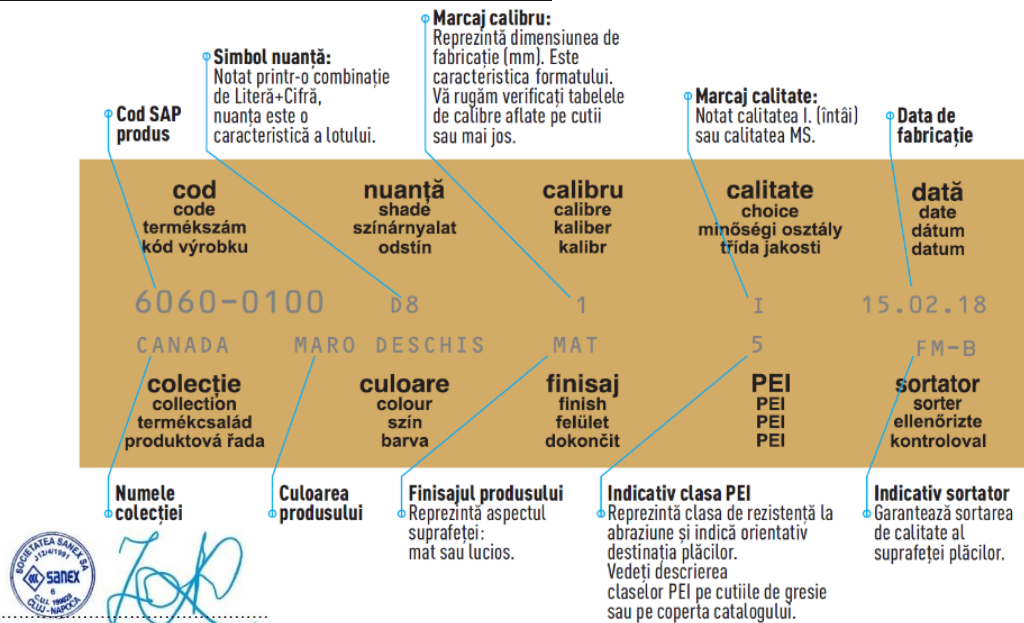 Marcaj calibru:
Reprezintă dimensiunea de
fabricație (mm). Este
caracteristica formatului.
Vă rugăm verificați tabelele
de calibre aflate pe cutii
sau mai jos.
Simbol nuanță:
Notat printr-o combinație
de Literă+Cifră,
nuanța este o
caracteristică a lotului.
Marcaj calitate:
Notat calitatea I. (întâi)
sau calitatea MS.
Cod SAP
produs
Data de
fabricație
cod
code
termékszám
kód výrobku
nuanță
shade
színárnyalat
odstín
calibru
calibre
kaliber
kalibr
calitate
choice
minőségi osztály
třída jakosti
dată
date
dátum
datum
6060-0100 D8 1 I 15.02.18
CANADA MARO DESCHIS MAT 5 FM-B
colecție
collection
termékcsalád
produktová řada
culoare
colour
szín
barva
finisaj
finish
felület
dokončit
PEI
PEI
PEI
PEI
sortator
sorter
ellenőrizte
kontroloval
Numele
colecției
Culoarea
produsului
Finisajul produsului
Reprezintă aspectul
suprafeței:
mat sau lucios.
Indicativ clasa PEI
Reprezintă clasa de rezistență la
abraziune și indică orientativ
destinația plăcilor.
Vedeți descrierea
claselor PEI pe cutiile de gresie
sau pe coperta catalogului.
Indicativ sortator
Garantează sortarea
de calitate al
suprafeței plăcilor.
SOCIETATEA SANEX SA
J12/4/1991
sanex
6
CLUJ-NAPOCA